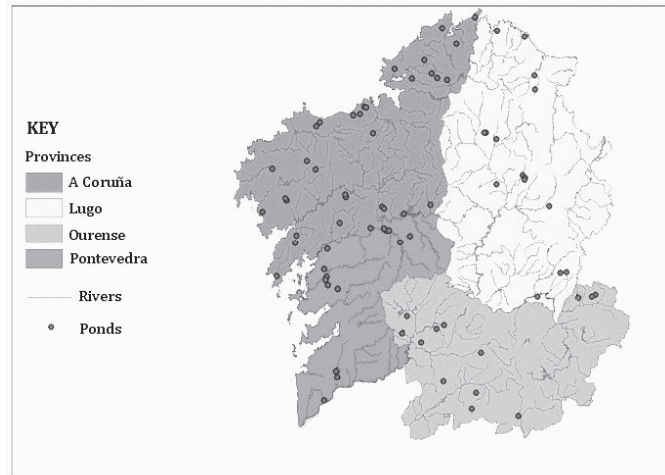 KEY
Provinces
A Coruña
Lugo
Ourense
Pontevedra
Rivers
Ponds